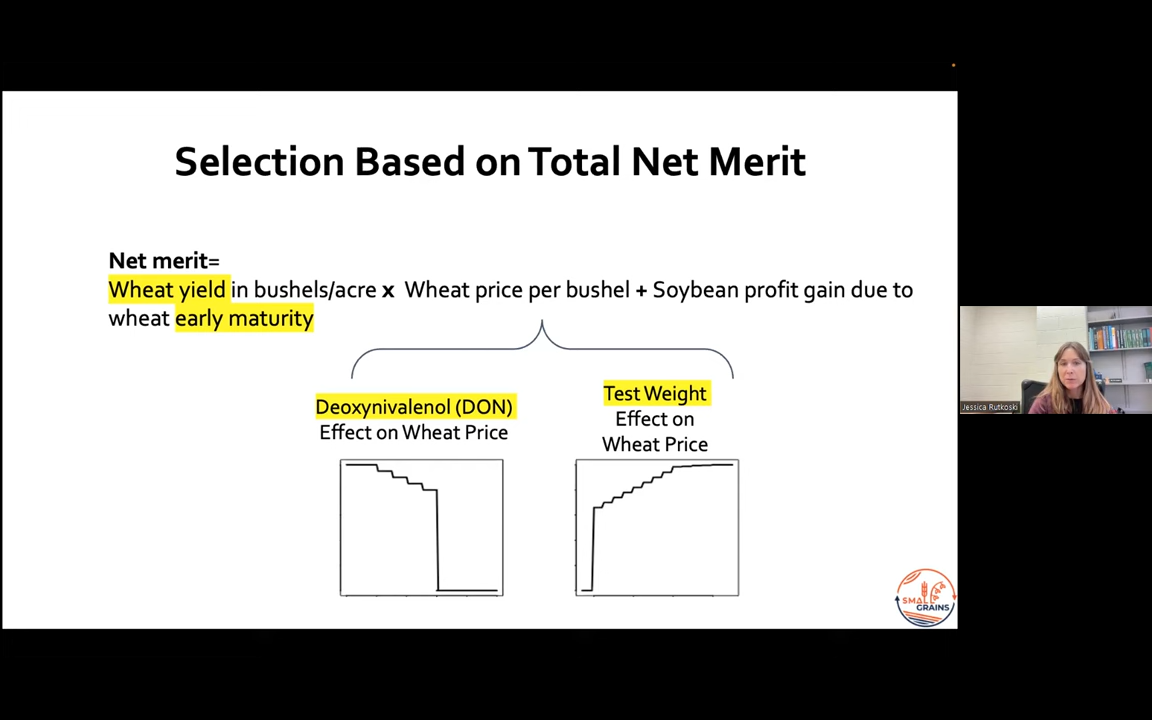 Selection Based on Total Net Merit
Net merit=
Wheat yield in bushels/acre x Wheat price per bushel + Soybean profit gain due to
wheat early maturity
Deoxynivalenol (DON)
Effect on Wheat Price
Test Weight
Effect on
Wheat Price
Jessica Rutkoski
SMALL
GRAINS